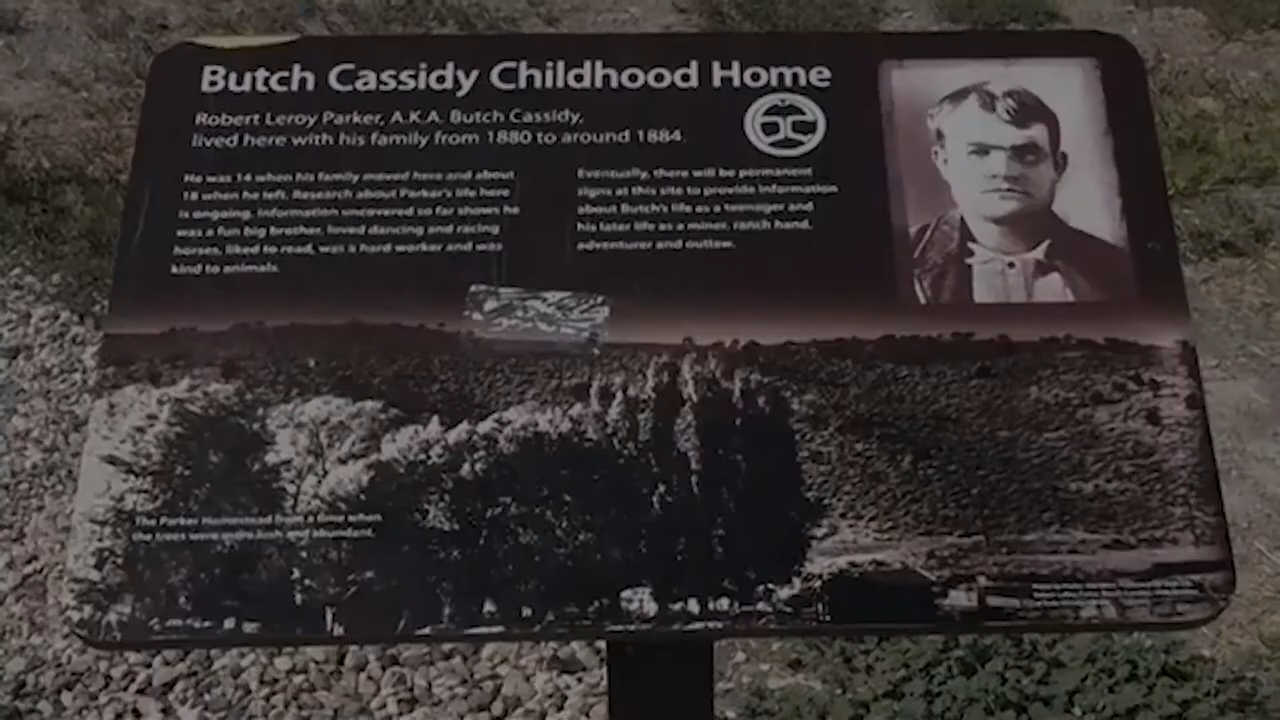 Butch Cassidy Childhood Home
Robert Leroy Parker, A.K.A. Butch Cassidy,
lived here with his family from 1880 to around 1884.
He was 14 when his family moved here and about
18 when he left. Research about Parker's life here
is ongoing. Information uncovered so far shows he
was a fun big brother, loved dancing and racing
horses, liked to read, was a hard worker and was
kind to animals.
Eventually, there will be permanent
signs at this site to provide information
about Butch's life as a teenager and
his later life as a miner, ranch hand,
adventurer and outlaw.
The Parker Homestead from a time when
the trees were quite lush and abundant.